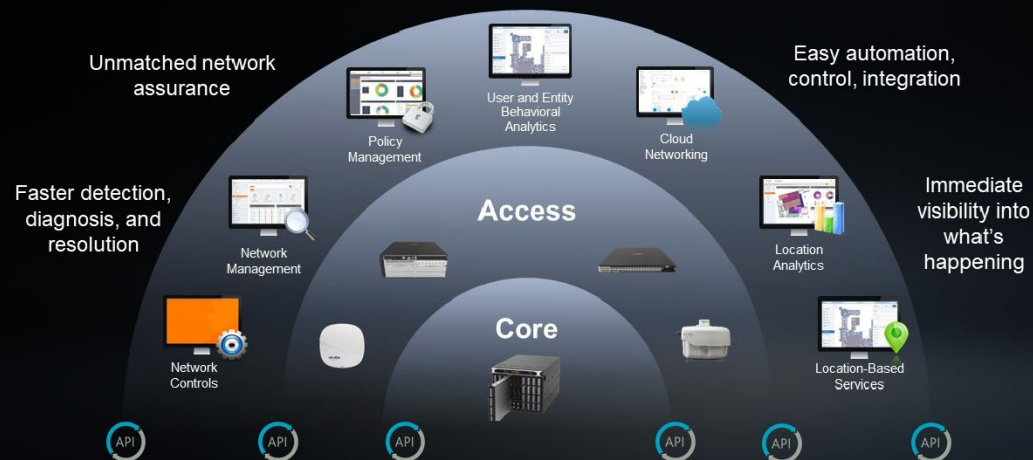 Unmatched network
assurance
Easy automation,
control, integration
User and Entity
Behavioral
Analytics
Policy
Management
Cloud
Networking
Faster detection,
diagnosis, and
resolution
Immediate
visibility into
what's
happening
Access
Network
Management
Location
Analytics
Core
Network
Controls
Location-Based
Services
API
API
API
API
API
API